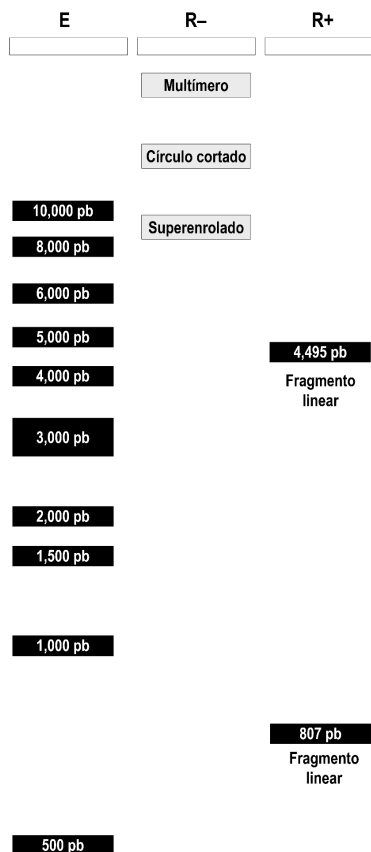 E R– R+
Multímero
Círculo cortado
10,000 pb
Superenrolado
8,000 pb
6,000 pb
5,000 pb
4,495 pb
4,000 pb
Fragmento
linear
3,000 pb
2,000 pb
1,500 pb
1,000 pb
807 pb
Fragmento
linear
500 pb